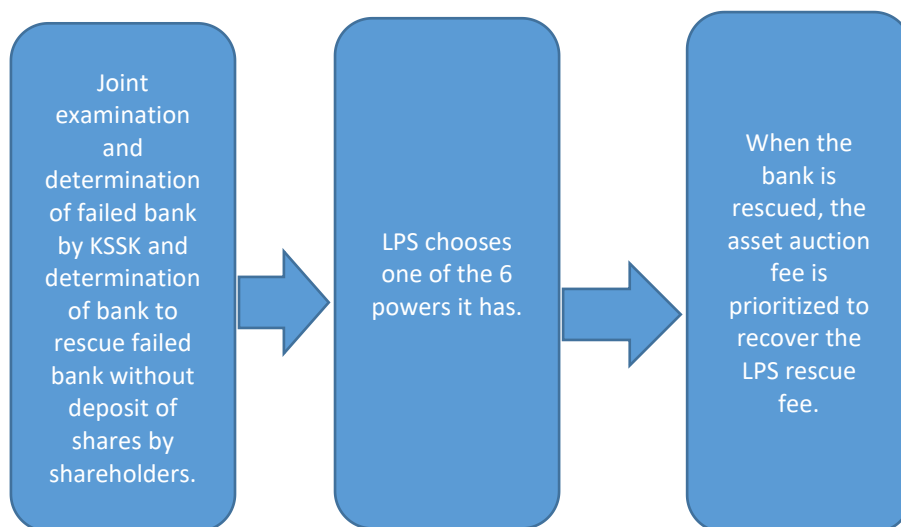 Joint
examination
and
determination
of failed bank
by KSSK and
determination
of bank to
rescue failed
bank without
deposit of
shares by
shareholders.
LPS chooses
one of the 6
powers it has.
When the
bank is
rescued, the
asset auction
fee is
prioritized to
recover the
LPS rescue
fee.